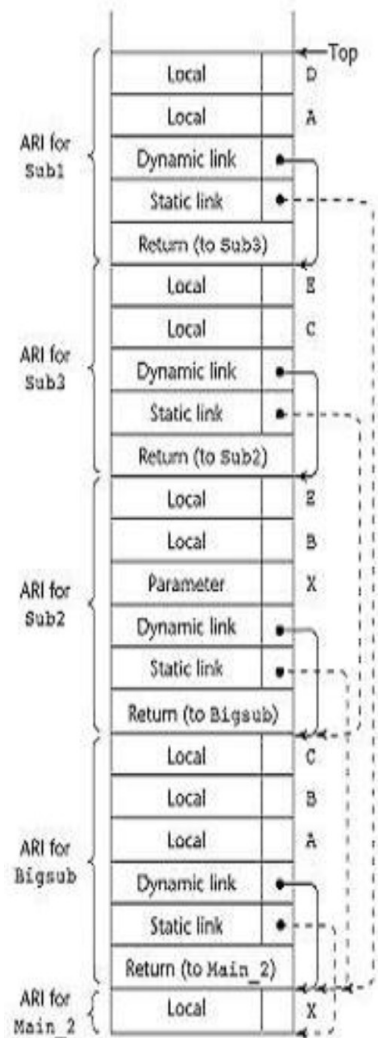 Top
Local D
Local A
ARI for
Sub1
Dynamic link
Static link
Return (to Sub3)
Local E
Local C
ARI for
Sub3
Dynamic link
Static link
Return (to Sub2)
Local E
Local B
Parameter X
ARI for
Sub2
Dynamic link
Static link
Return (to Bigsub)
Local C
Local B
Local A
ARI for
Bigsub
Dynamic link
Static link
Return (to Main_2)
ARI for
Main_2
Local X